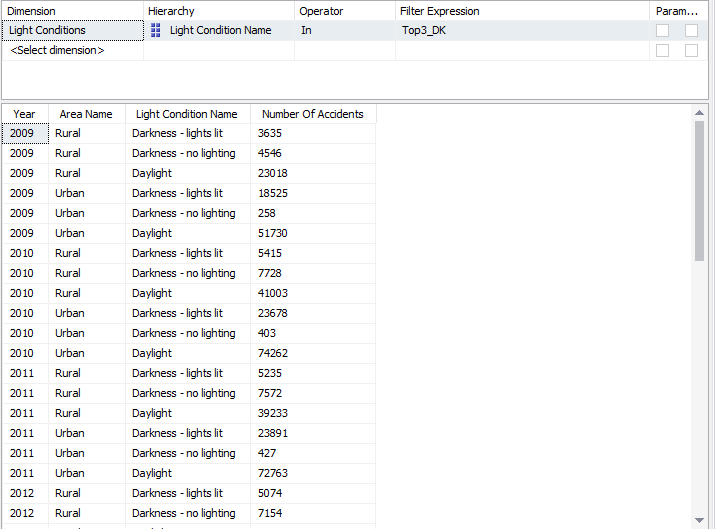 Dimension Hierarchy Operator Filter Expression Param...
Light Conditions Light Condition Name In Top3_DK
<Select dimension>
Year Area Name Light Condition Name Number Of Accidents
2009 Rural Darkness - lights lit 3635
2009 Rural Darkness - no lighting 4546
2009 Rural Daylight 23018
2009 Urban Darkness - lights lit 18525
2009 Urban Darkness - no lighting 258
2009 Urban Daylight 51730
2010 Rural Darkness - lights lit 5415
2010 Rural Darkness - no lighting 7728
2010 Rural Daylight 41003
2010 Urban Darkness - lights lit 23678
2010 Urban Darkness - no lighting 403
2010 Urban Daylight 74262
2011 Rural Darkness - lights lit 5235
2011 Rural Darkness - no lighting 7572
2011 Rural Daylight 39233
2011 Urban Darkness - lights lit 23891
2011 Urban Darkness - no lighting 427
2011 Urban Daylight 72763
2012 Rural Darkness - lights lit 5074
2012 Rural Darkness - no lighting 7154